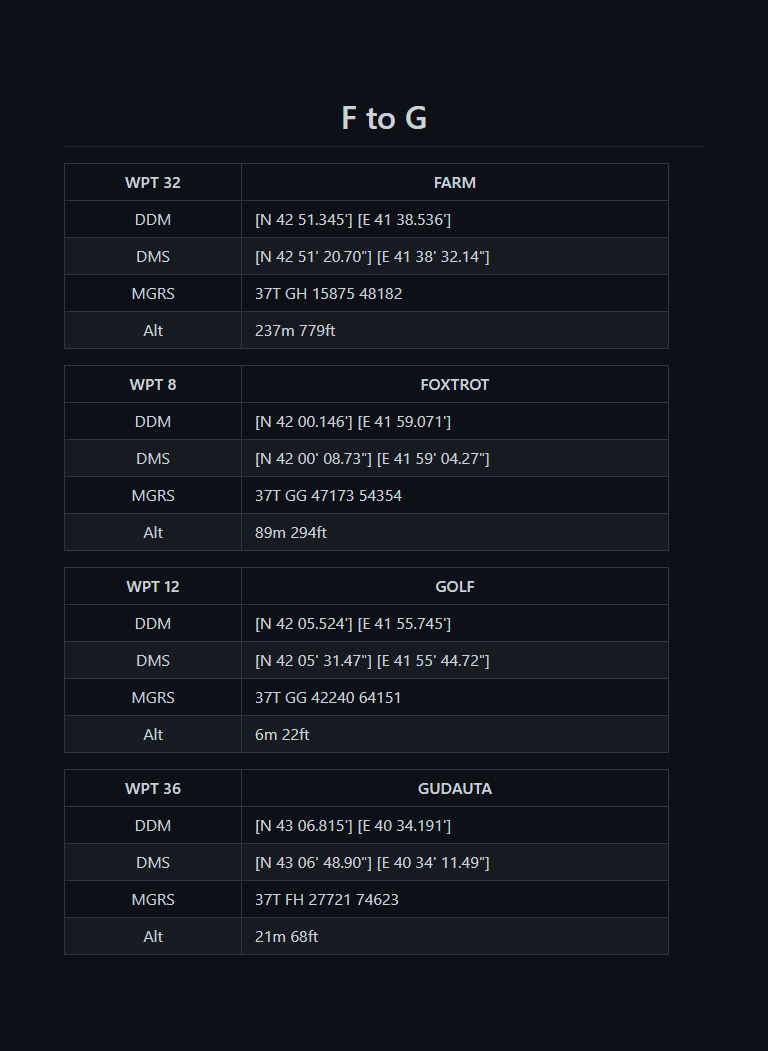 F to G
WPT 32 FARM
DDM [N 42 51.345'] [E 41 38.536']
DMS [N 42 51' 20.70"] [E 41 38' 32.14"]
MGRS 37T GH 15875 48182
Alt 237m 779ft
WPT 8 FOXTROT
DDM [N 42 00.146'] [E 41 59.071']
DMS [N 42 00' 08.73"] [E 41 59' 04.27"]
MGRS 37T GG 47173 54354
Alt 89m 294ft
WPT 12 GOLF
DDM [N 42 05.524'] [E 41 55.745']
DMS [N 42 05' 31.47"] [E 41 55' 44.72"]
MGRS 37T GG 42240 64151
Alt 6m 22ft
WPT 36 GUDAUTA
DDM [N 43 06.815'] [E 40 34.191']
DMS [N 43 06' 48.90"] [E 40 34' 11.49"]
MGRS 37T FH 27721 74623
Alt 21m 68ft